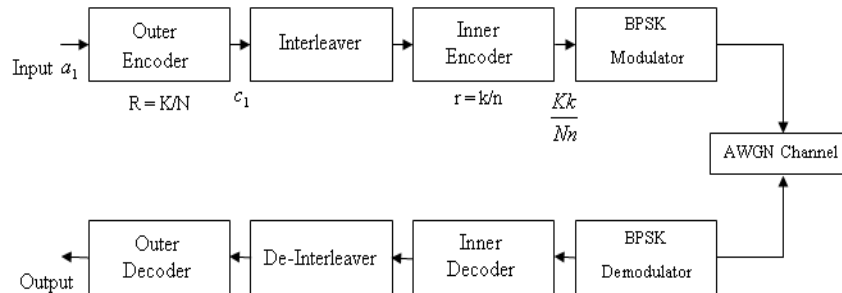 Outer
Encoder
Interleaver
Inner
Encoder
BPSK
Modulator
Input a₁
R = K/N
c₁
r = k/n
Kk
Nn
AWGN Channel
Outer
Decoder
De-Interleaver
Inner
Decoder
BPSK
Demodulator
Output